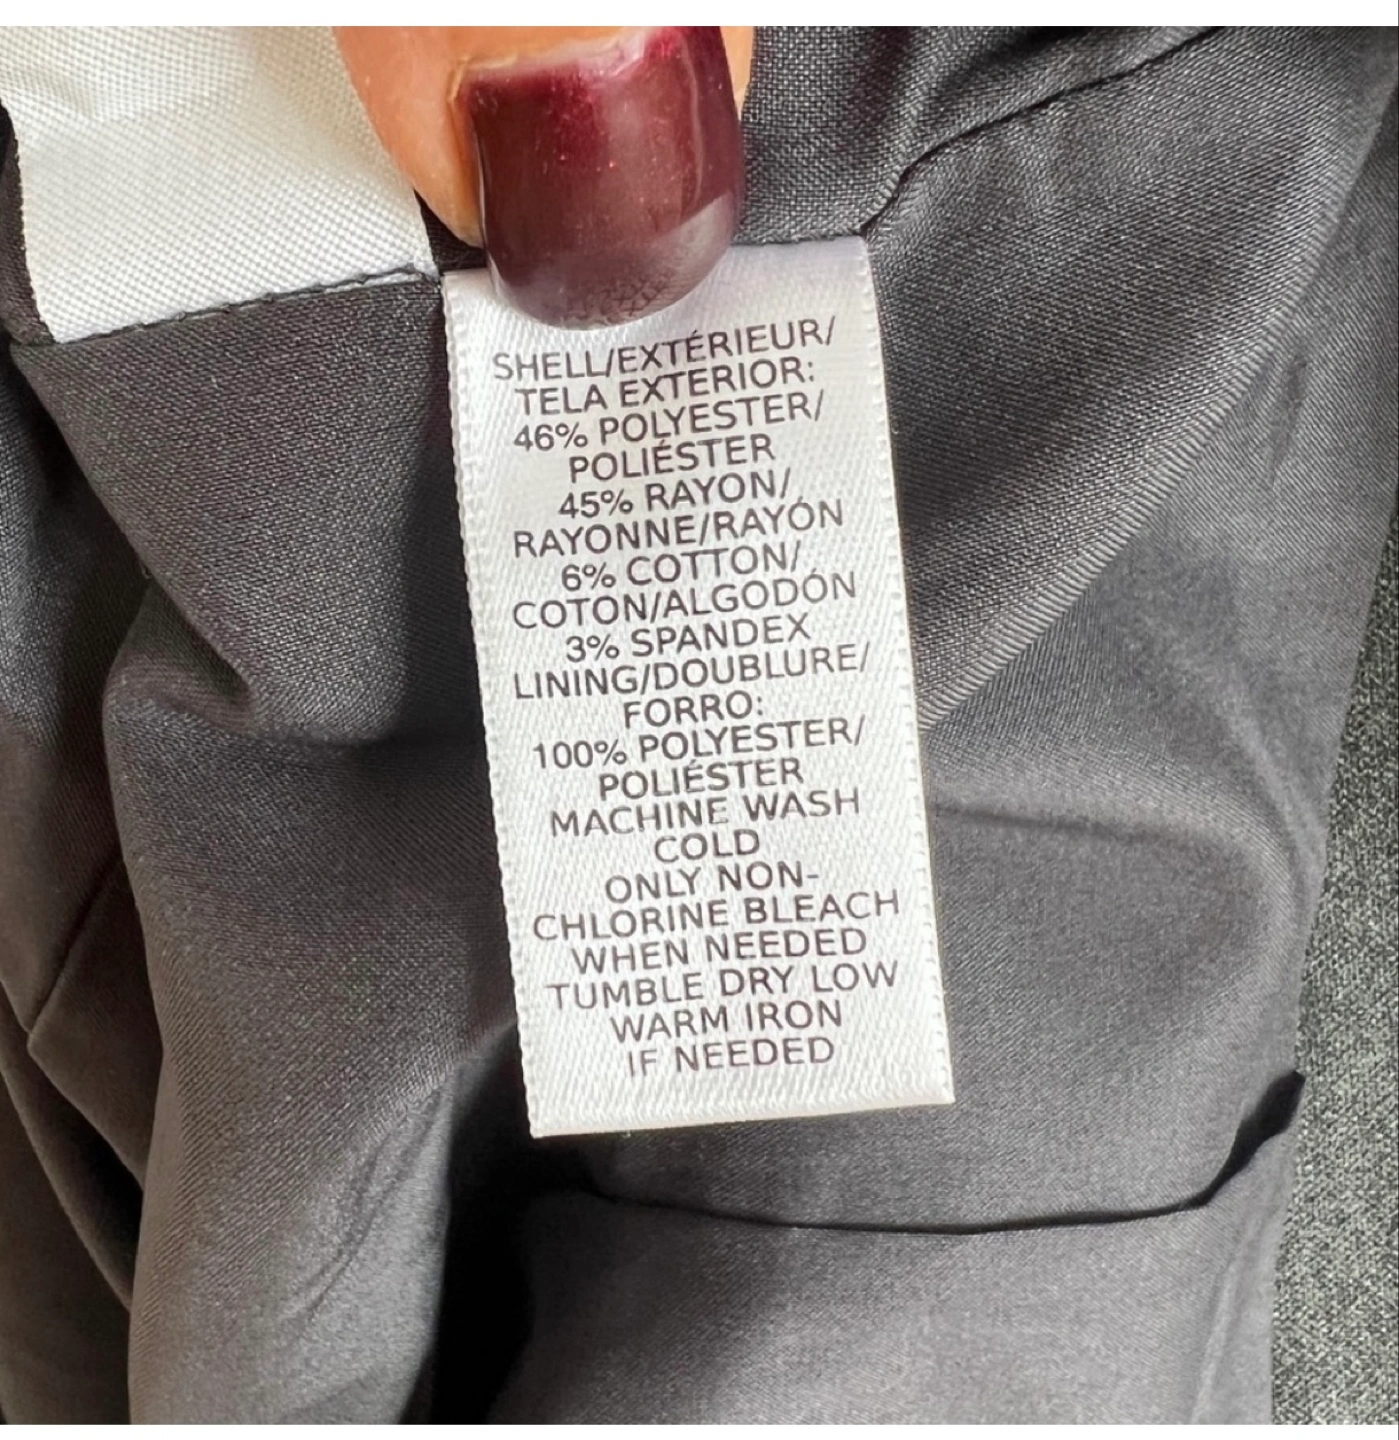 SHELL/EXTÉRIEUR/
TELA EXTERIOR:
46% POLYESTER/
POLIÉSTER
45% RAYON/
RAYONNE/RAYÓN
6% COTTON/
COTON/ALGODÓN
3% SPANDEX
LINING/DOUBLURE/
FORRO:
100% POLYESTER/
POLIÉSTER
MACHINE WASH
COLD
ONLY NON-
CHLORINE BLEACH
WHEN NEEDED
TUMBLE DRY LOW
WARM IRON
IF NEEDED